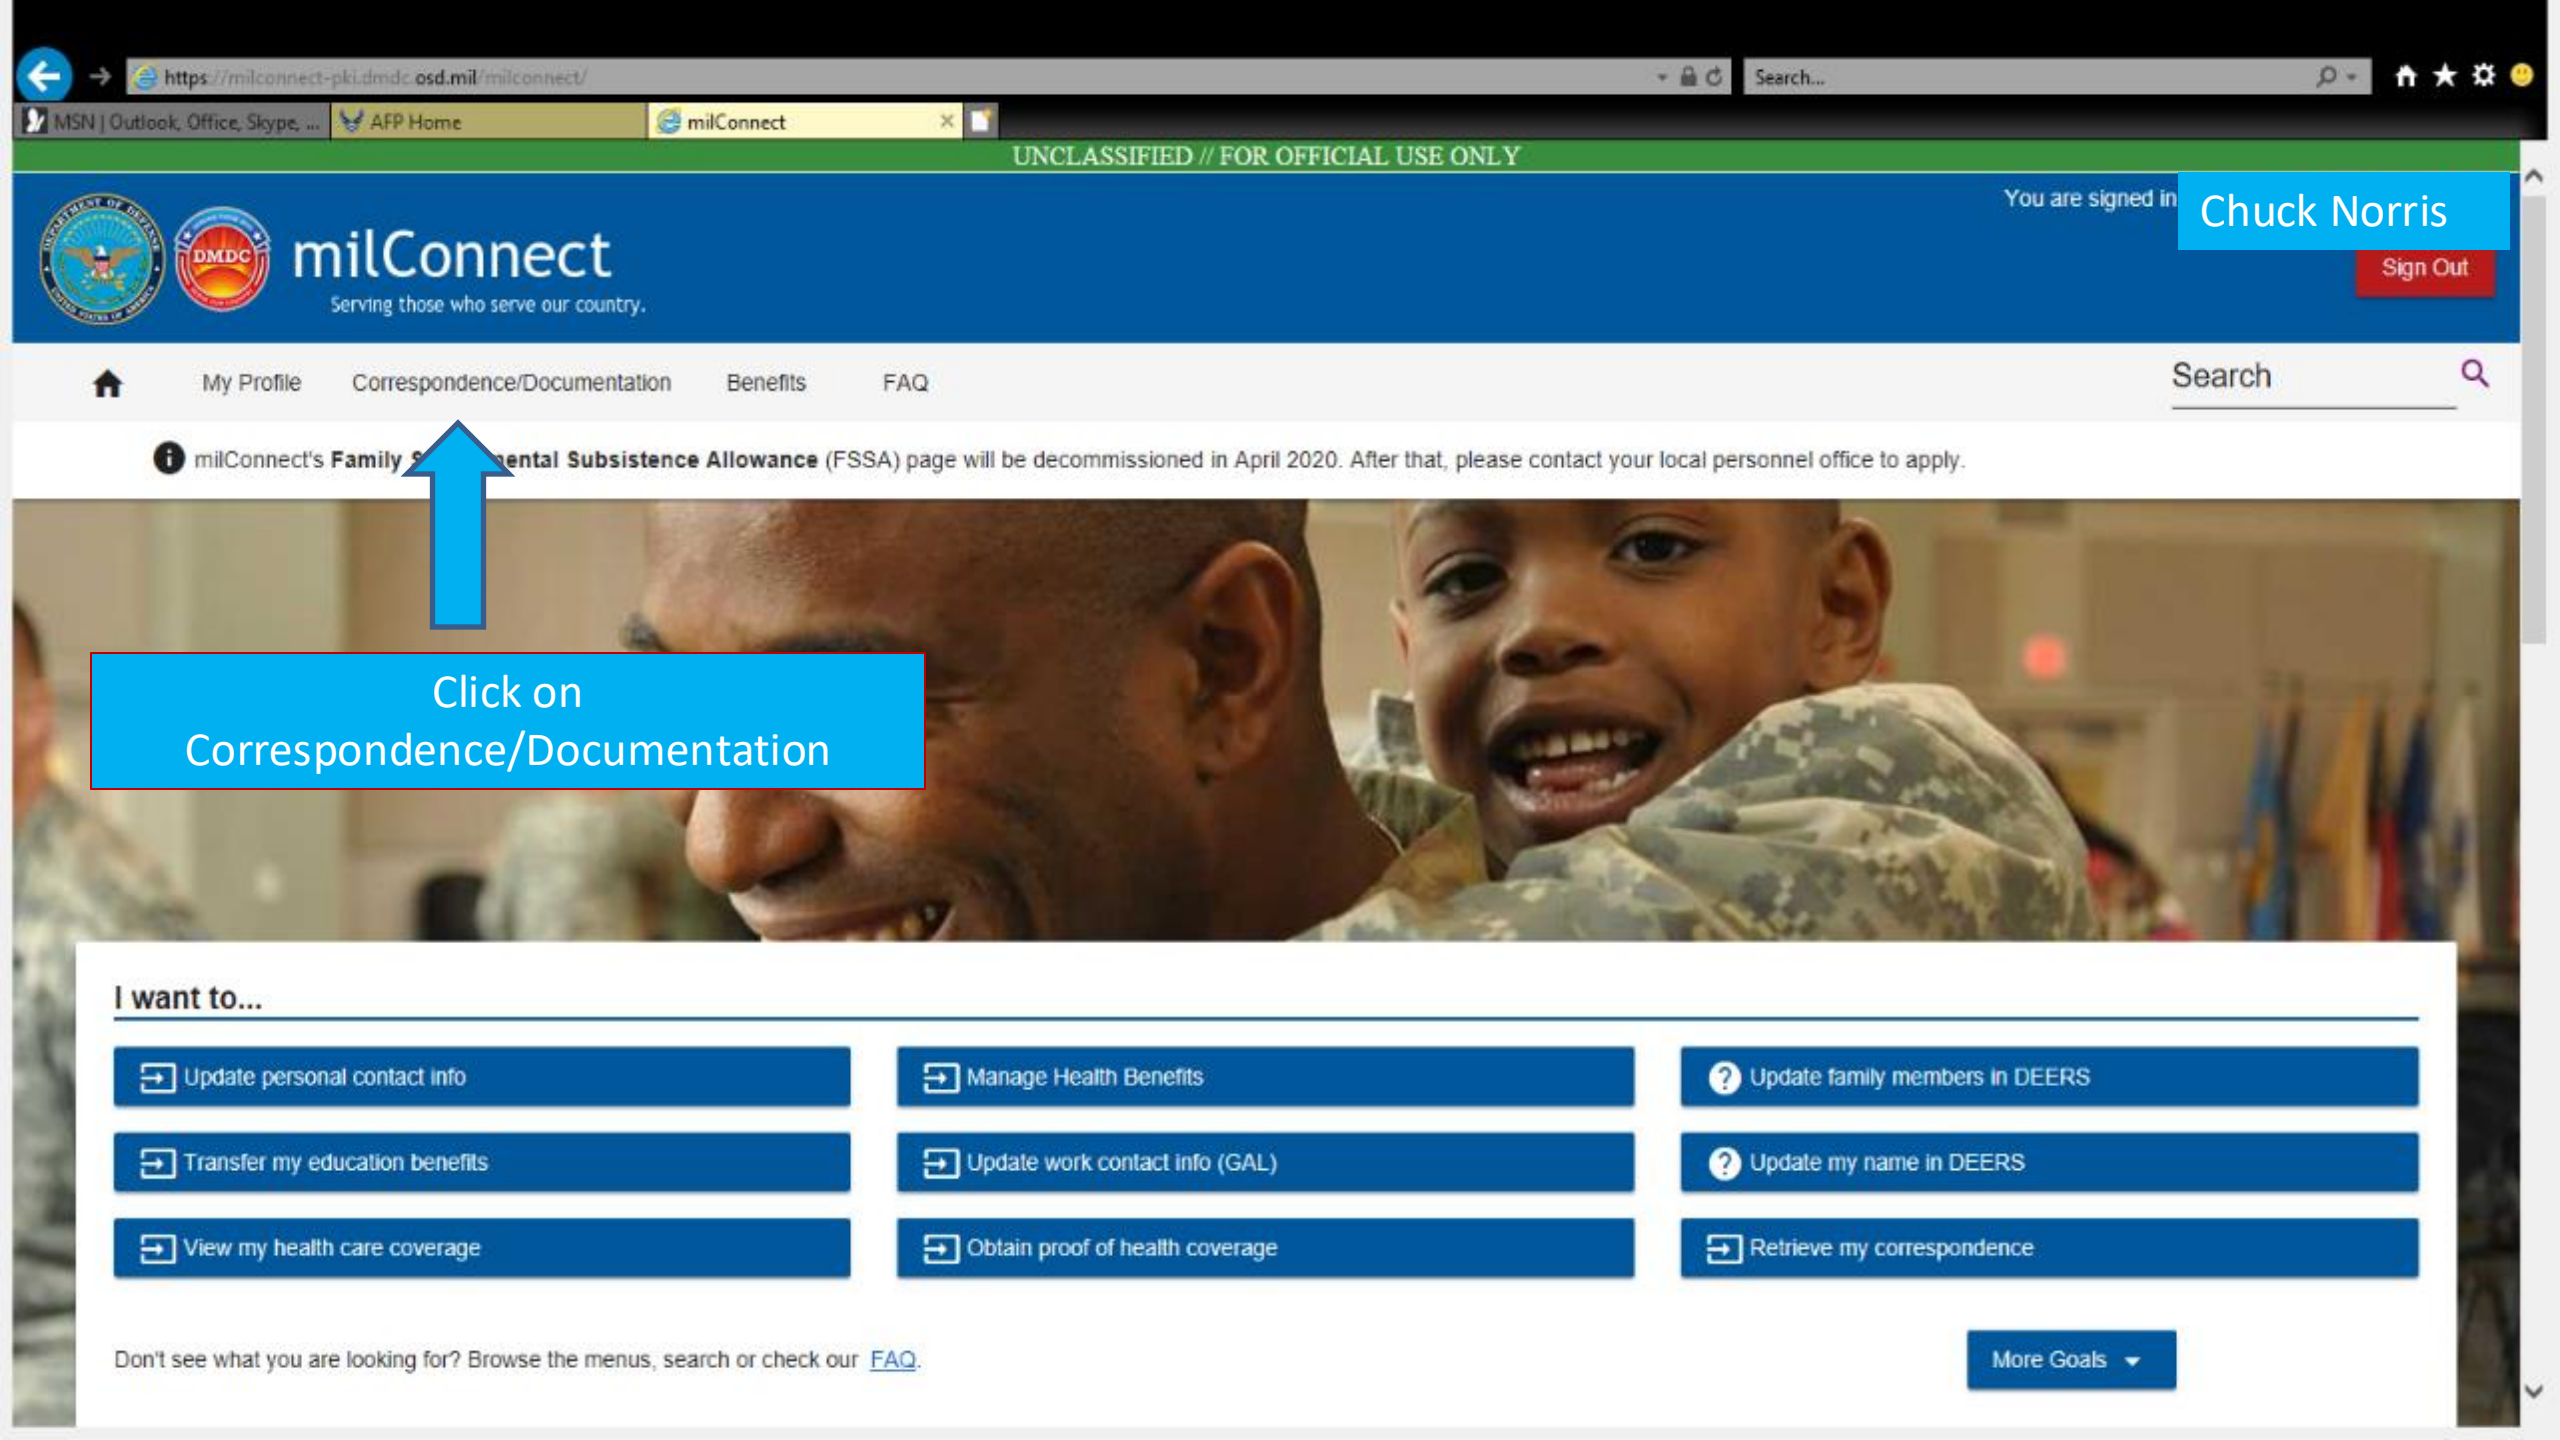 https://milconnect-pki.dmdc.osd.mil/milconnect/
Search...
MSN | Outlook, Office, Skype, ...
AFP Home
milConnect
UNCLASSIFIED // FOR OFFICIAL USE ONLY
You are signed in
Chuck Norris
Sign Out
DMDC
milConnect
Serving those who serve our country.
My Profile
Correspondence/Documentation
Benefits
FAQ
Search
milConnect's Family S mental Subsistence Allowance (FSSA) page will be decommissioned in April 2020. After that, please contact your local personnel office to apply.
Click on
Correspondence/Documentation
I want to...
Update personal contact info
Manage Health Benefits
Update family members in DEERS
Transfer my education benefits
Update work contact info (GAL)
Update my name in DEERS
View my health care coverage
Obtain proof of health coverage
Retrieve my correspondence
Don't see what you are looking for? Browse the menus, search or check our FAQ.
More Goals